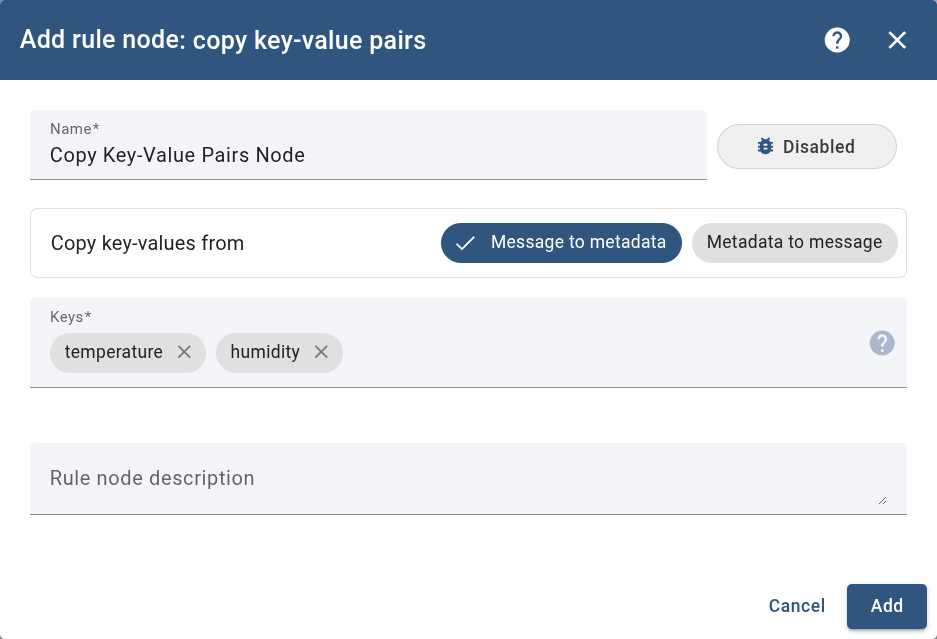 Add rule node: copy key-value pairs
?
Name*
Copy Key-Value Pairs Node
Disabled
Copy key-values from
Message to metadata
Metadata to message
Keys*
temperature
humidity
?
Rule node description
Cancel
Add